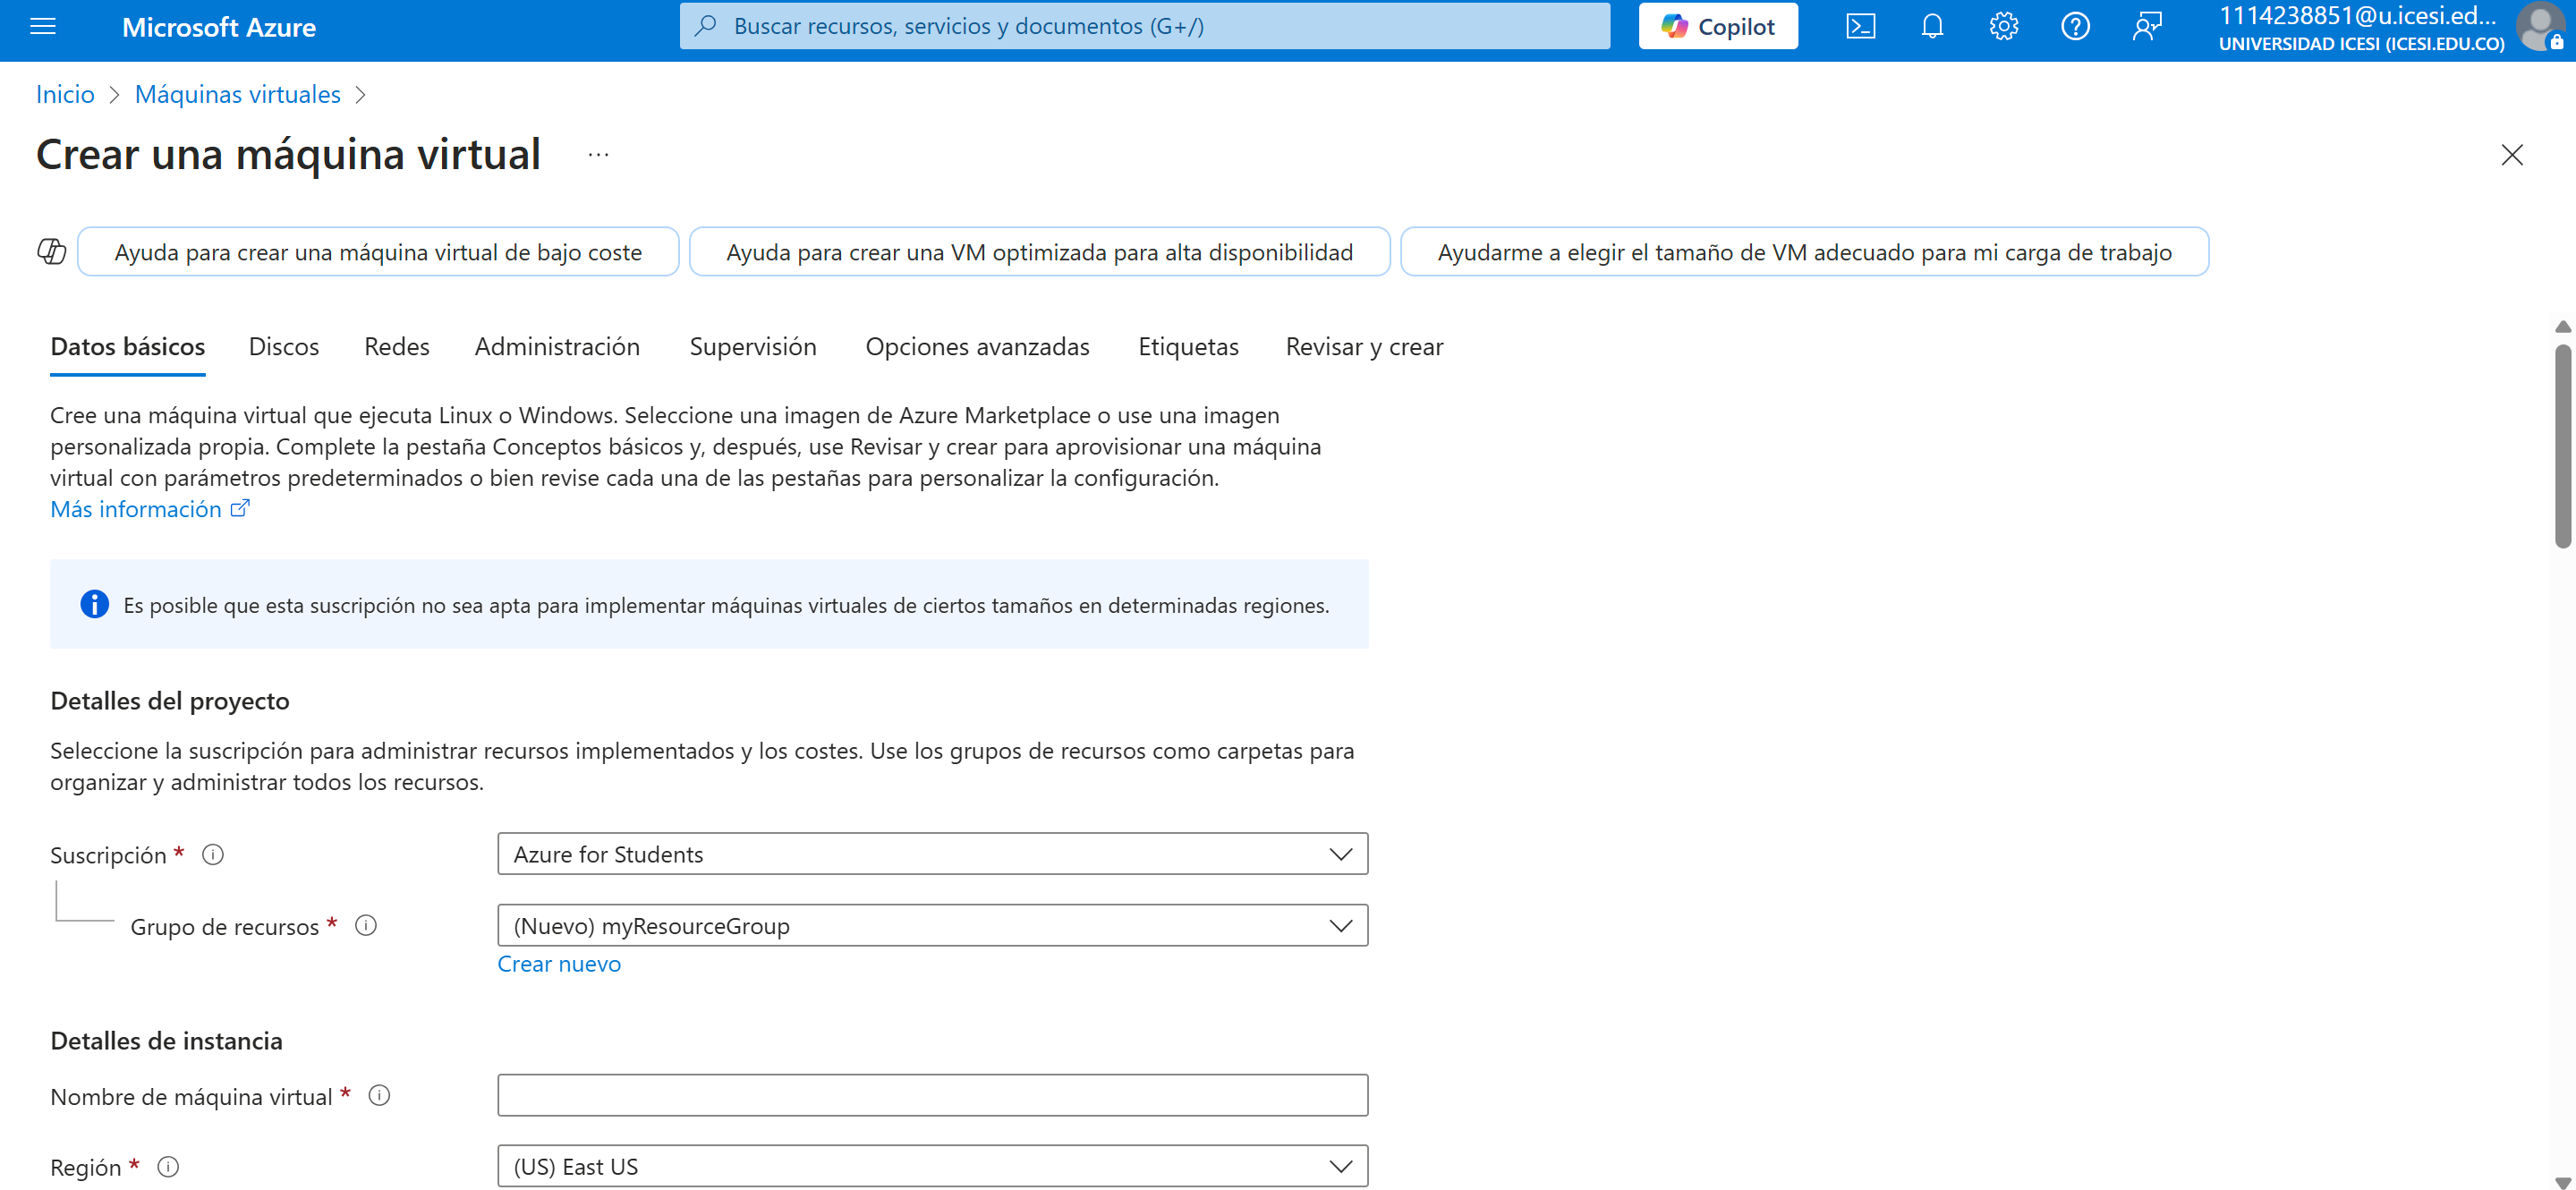 Microsoft Azure
Buscar recursos, servicios y documentos (G+/)
Copilot
1114238851@u.icesi.ed...
UNIVERSIDAD ICESI (ICESI.EDU.CO)
Inicio > Máquinas virtuales >
Crear una máquina virtual ...
Ayuda para crear una máquina virtual de bajo coste
Ayuda para crear una VM optimizada para alta disponibilidad
Ayudarme a elegir el tamaño de VM adecuado para mi carga de trabajo
Datos básicos Discos Redes Administración Supervisión Opciones avanzadas Etiquetas Revisar y crear
Cree una máquina virtual que ejecuta Linux o Windows. Seleccione una imagen de Azure Marketplace o use una imagen
personalizada propia. Complete la pestaña Conceptos básicos y, después, use Revisar y crear para aprovisionar una máquina
virtual con parámetros predeterminados o bien revise cada una de las pestañas para personalizar la configuración.
Más información
Es posible que esta suscripción no sea apta para implementar máquinas virtuales de ciertos tamaños en determinadas regiones.
Detalles del proyecto
Seleccione la suscripción para administrar recursos implementados y los costes. Use los grupos de recursos como carpetas para
organizar y administrar todos los recursos.
Suscripción *
Azure for Students
Grupo de recursos *
(Nuevo) myResourceGroup
Crear nuevo
Detalles de instancia
Nombre de máquina virtual *
Región *
(US) East US